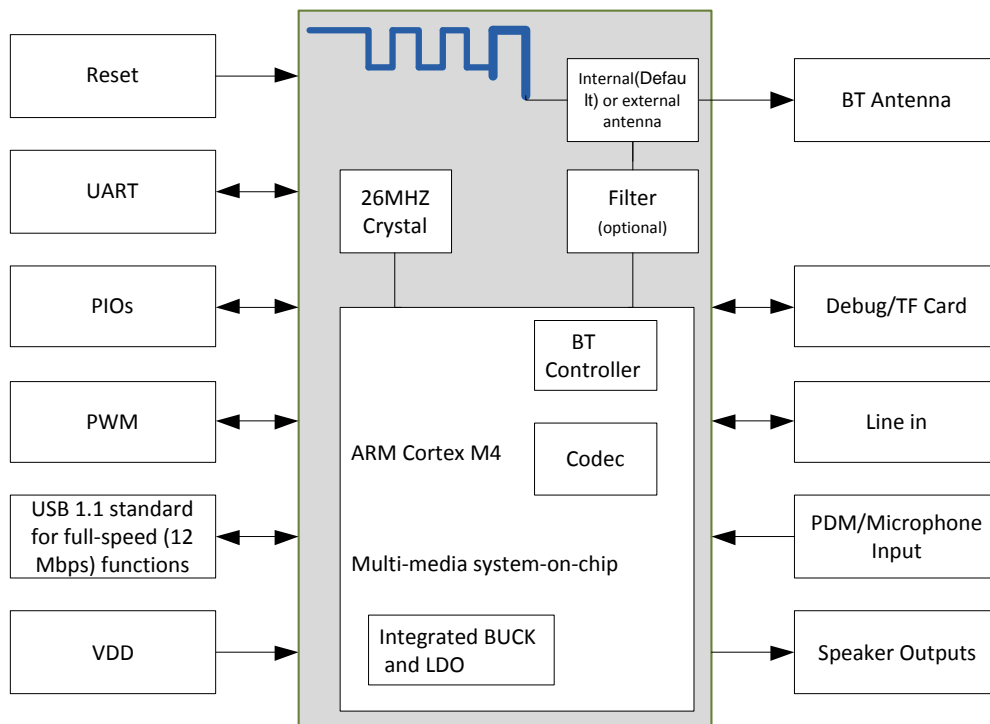 Reset
UART
PIOs
PWM
USB 1.1 standard
for full-speed (12
Mbps) functions
VDD
Internal(Defau
lt) or external
antenna
26MHZ
Crystal
Filter
(optional)
BT
Controller
ARM Cortex M4
Codec
Multi-media system-on-chip
Integrated BUCK
and LDO
BT Antenna
Debug/TF Card
Line in
PDM/Microphone
Input
Speaker Outputs